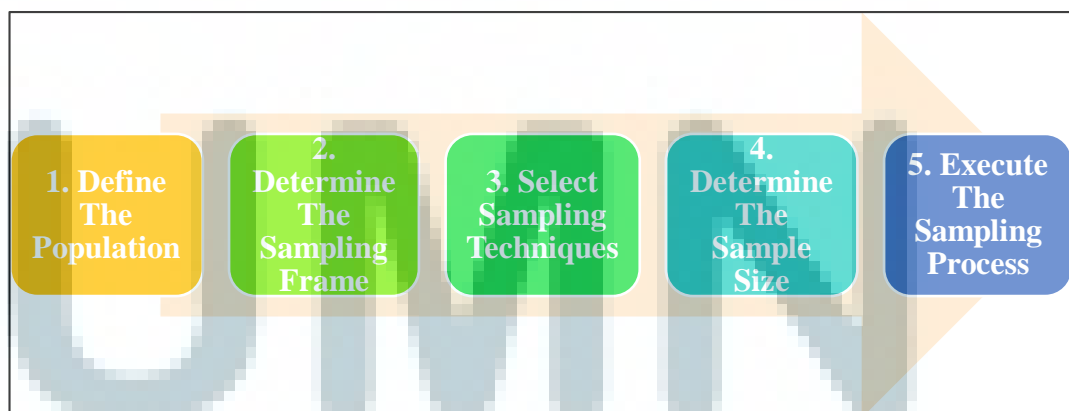 1. Define
The
Population
2.
Determine
The
Sampling
Frame
3. Select
Sampling
Techniques
4.
Determine
The
Sample
Size
5. Execute
The
Sampling
Process
UMN